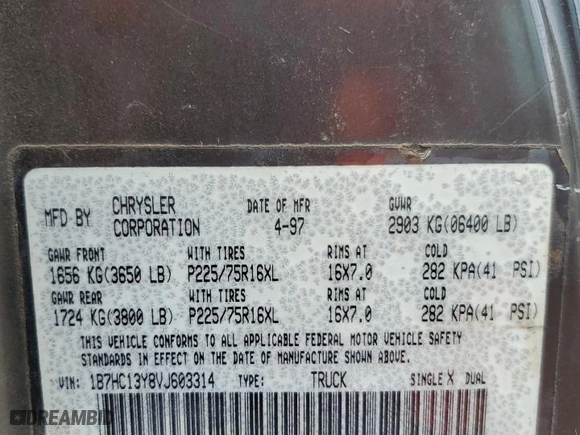 MFD BY CHRYSLER CORPORATION DATE OF MFR 4-97 GVWR 2903 KG(06400 LB)
GAWR FRONT WITH TIRES RIMS AT COLD
1656 KG(3650 LB) P225/75R16XL 16X7.0 282 KPA(41 PSI)
GAWR REAR WITH TIRES RIMS AT COLD
1724 KG(3800 LB) P225/75R16XL 16X7.0 282 KPA(41 PSI)
THIS VEHICLE CONFORMS TO ALL APPLICABLE FEDERAL MOTOR VEHICLE SAFETY
STANDARDS IN EFFECT ON THE DATE OF MANUFACTURE SHOWN ABOVE.
VIN: 1B7HC13Y8VJ603314 TYPE: TRUCK SINGLE X DUAL
DREAMBID